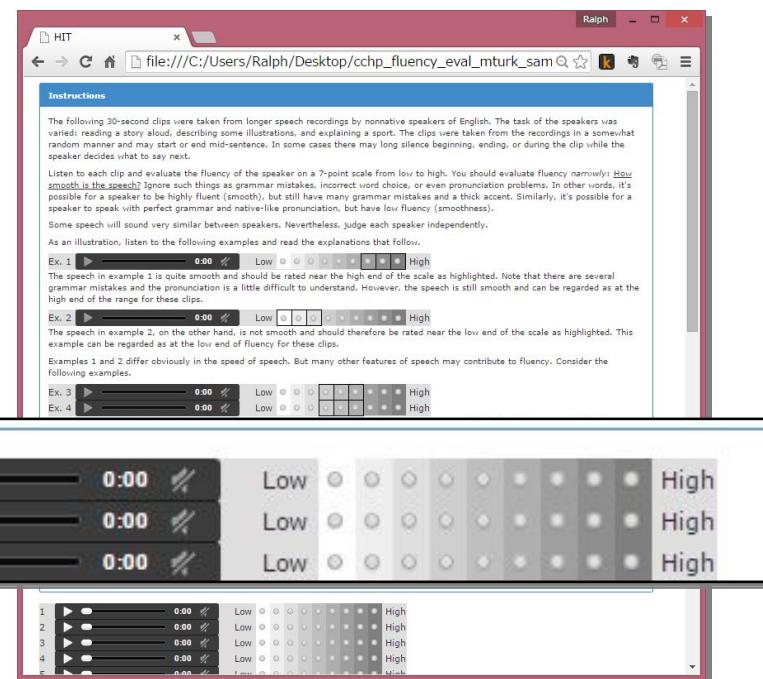 Ralph
HIT
file:///C:/Users/Ralph/Desktop/cchp_fluency_eval_mturk_sam
Instructions
The following 30-second clips were taken from longer speech recordings by nonnative speakers of English. The task of the speakers was
varied: reading a story aloud, describing some illustrations, and explaining a sport. The clips were taken from the recordings in a somewhat
random manner and may start or end mid-sentence. In some cases there may long silence beginning, ending, or during the clip while the
speaker decides what to say next.
Listen to each clip and evaluate the fluency of the speaker on a 7-point scale from low to high. You should evaluate fluency narrowly: How
smooth is the speech? Ignore such things as grammar mistakes, incorrect word choice, or even pronunciation problems. In other words, it's
possible for a speaker to be highly fluent (smooth), but still have many grammar mistakes and a thick accent. Similarly, it's possible for a
speaker to speak with perfect grammar and native-like pronunciation, but have low fluency (smoothness).
Some speech will sound very similar between speakers. Nevertheless, judge each speaker independently.
As an illustration, listen to the following examples and read the explanations that follow.
Ex. 1 0:00 Low High
The speech in example 1 is quite smooth and should be rated near the high end of the scale as highlighted. Note that there are several
grammar mistakes and the pronunciation is a little difficult to understand. However, the speech is still smooth and can be regarded as at the
high end of the range for these clips.
Ex. 2 0:00 Low High
The speech in example 2, on the other hand, is not smooth and should therefore be rated near the low end of the scale as highlighted. This
example can be regarded as at the low end of fluency for these clips.
Examples 1 and 2 differ obviously in the speed of speech. But many other features of speech may contribute to fluency. Consider the
following examples.
Ex. 3 0:00 Low High
Ex. 4 0:00 Low High
0:00 Low High
0:00 Low High
0:00 Low High
1 0:00 Low High
2 0:00 Low High
3 0:00 Low High
4 0:00 Low High